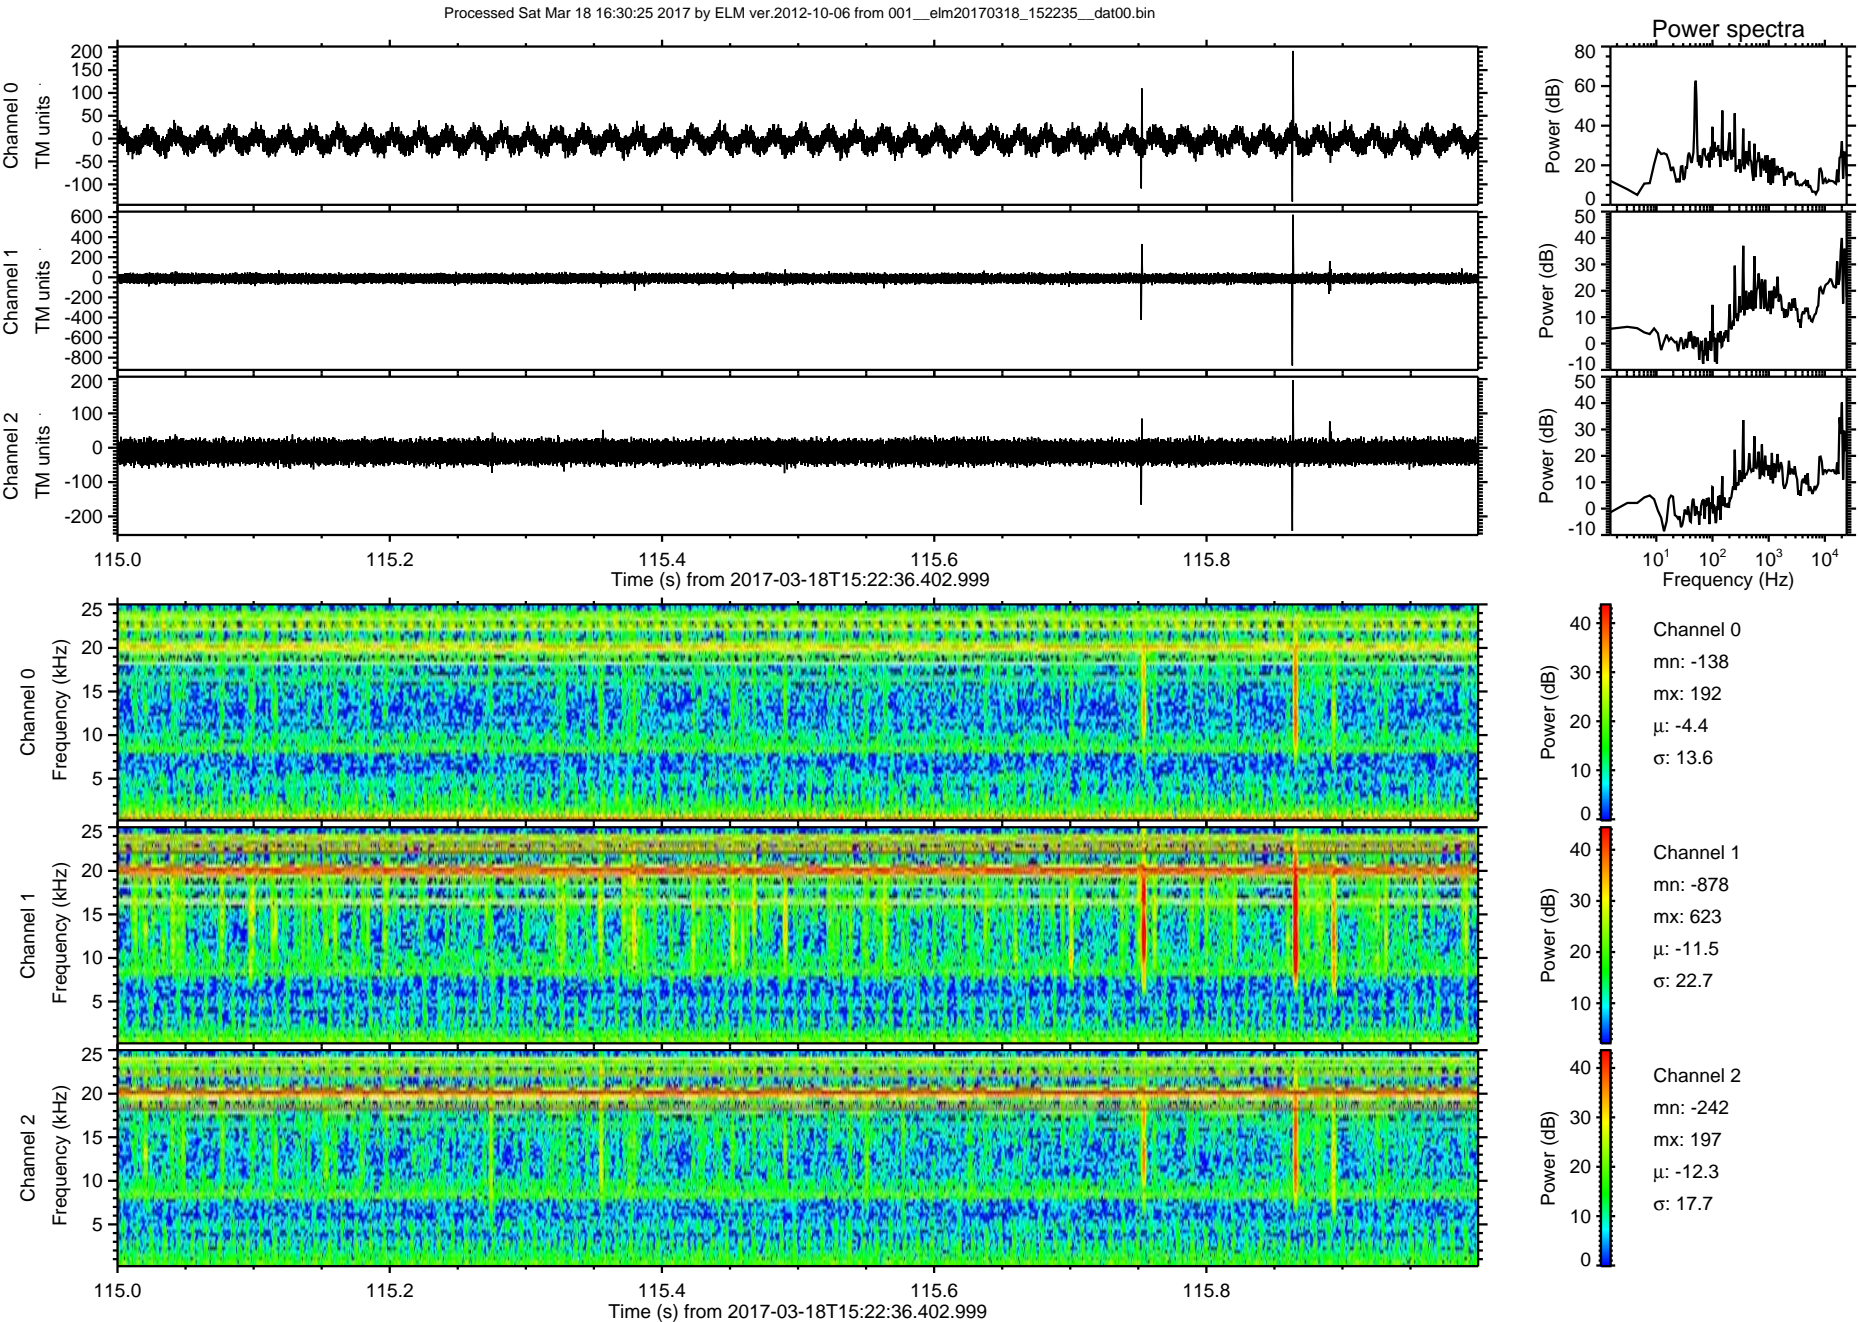 Processed Sat Mar 18 16:30:25 2017 by ELM ver.2012-10-06 from 001__elm20170318_152235__dat00.bin
Power spectra
Channel 0
TM units
200
150
100
50
0
-50
-100
Power (dB)
80
60
40
20
0
Channel 1
TM units
600
400
200
0
-200
-400
-600
-800
Power (dB)
50
40
30
20
10
0
-10
Channel 2
TM units
200
100
0
-100
-200
Power (dB)
50
40
30
20
10
0
-10
115.0 115.2 115.4 115.6 115.8
Time (s) from 2017-03-18T15:22:36.402.999
10¹ 10² 10³ 10⁴
Frequency (Hz)
Channel 0
Frequency (kHz)
25
20
15
10
5
Power (dB)
40
30
20
10
0
Channel 0
mn: -138
mx: 192
μ: -4.4
σ: 13.6
Channel 1
Frequency (kHz)
25
20
15
10
5
Power (dB)
40
30
20
10
Channel 1
mn: -878
mx: 623
μ: -11.5
σ: 22.7
Channel 2
Frequency (kHz)
25
20
15
10
5
Power (dB)
40
30
20
10
0
Channel 2
mn: -242
mx: 197
μ: -12.3
σ: 17.7
115.0 115.2 115.4 115.6 115.8
Time (s) from 2017-03-18T15:22:36.402.999